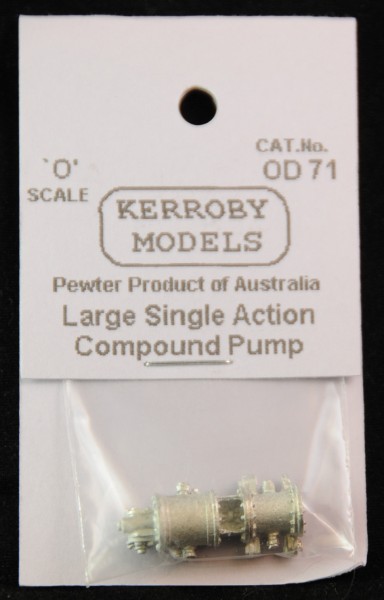 'O'
SCALE
CAT.No.
OD 71
KERROBY
MODELS
Pewter Product of Australia
Large Single Action
Compound Pump